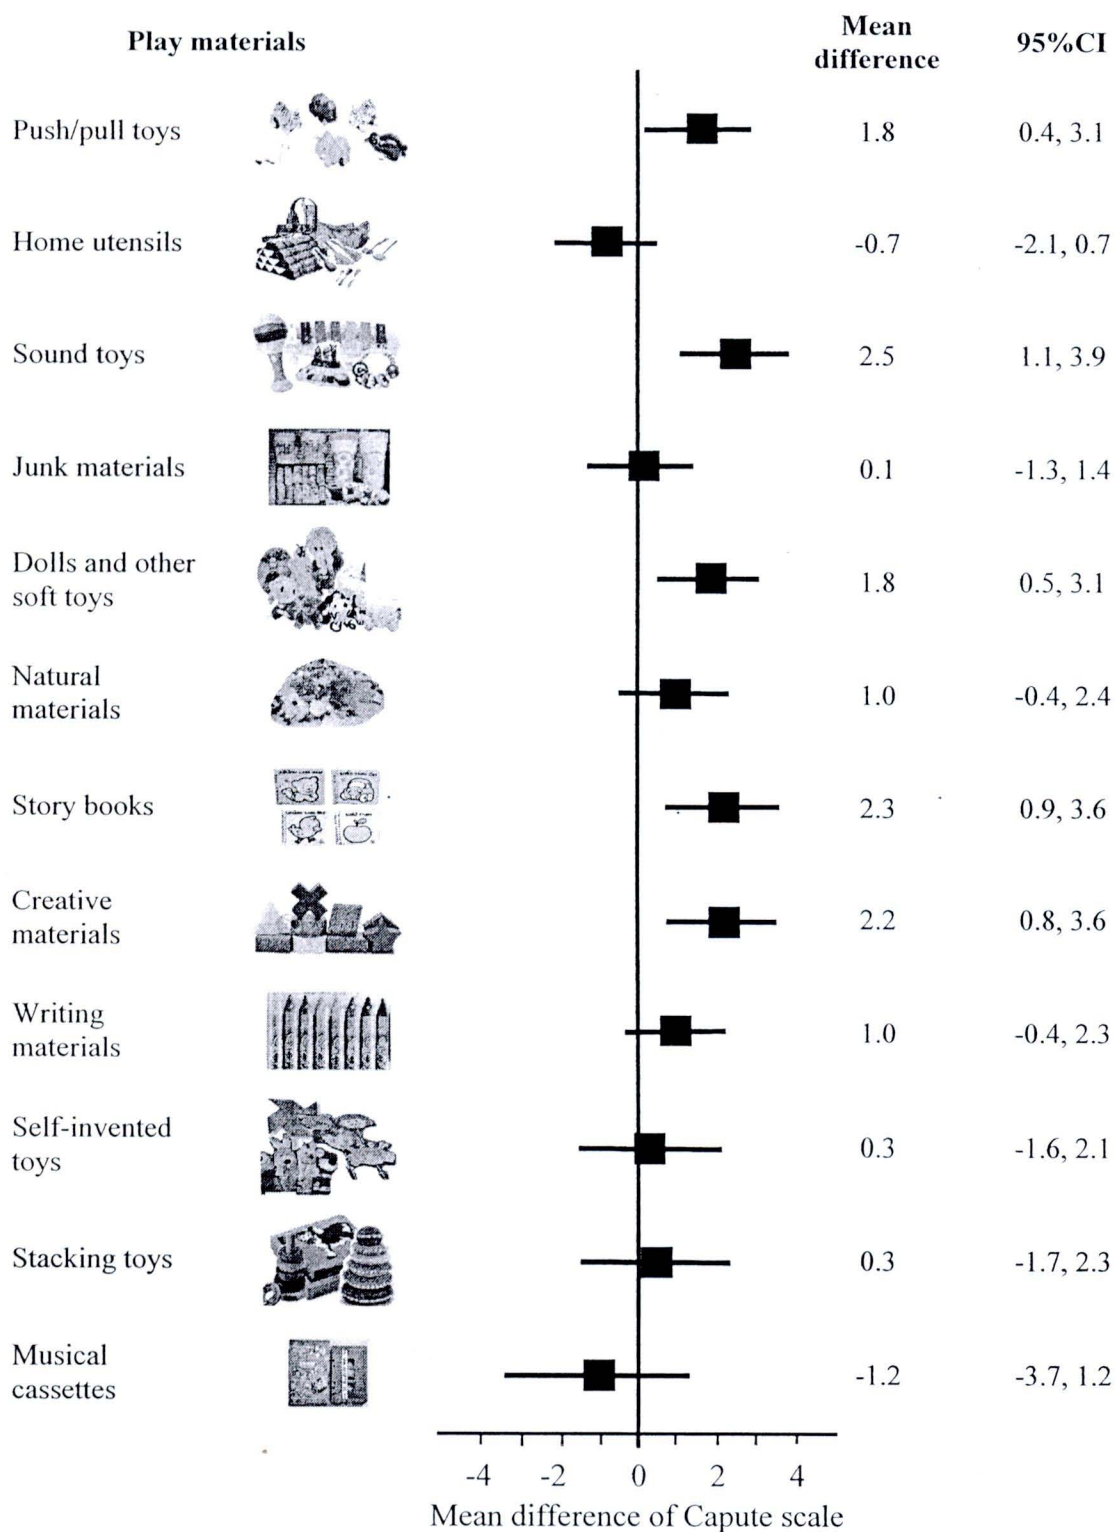 Play materials Mean difference 95%CI
Push/pull toys 1.8 0.4, 3.1
Home utensils -0.7 -2.1, 0.7
Sound toys 2.5 1.1, 3.9
Junk materials 0.1 -1.3, 1.4
Dolls and other
soft toys 1.8 0.5, 3.1
Natural
materials 1.0 -0.4, 2.4
Story books 2.3 0.9, 3.6
Creative
materials 2.2 0.8, 3.6
Writing
materials 1.0 -0.4, 2.3
Self-invented
toys 0.3 -1.6, 2.1
Stacking toys 0.3 -1.7, 2.3
Musical
cassettes -1.2 -3.7, 1.2
-4 -2 0 2 4
Mean difference of Capute scale